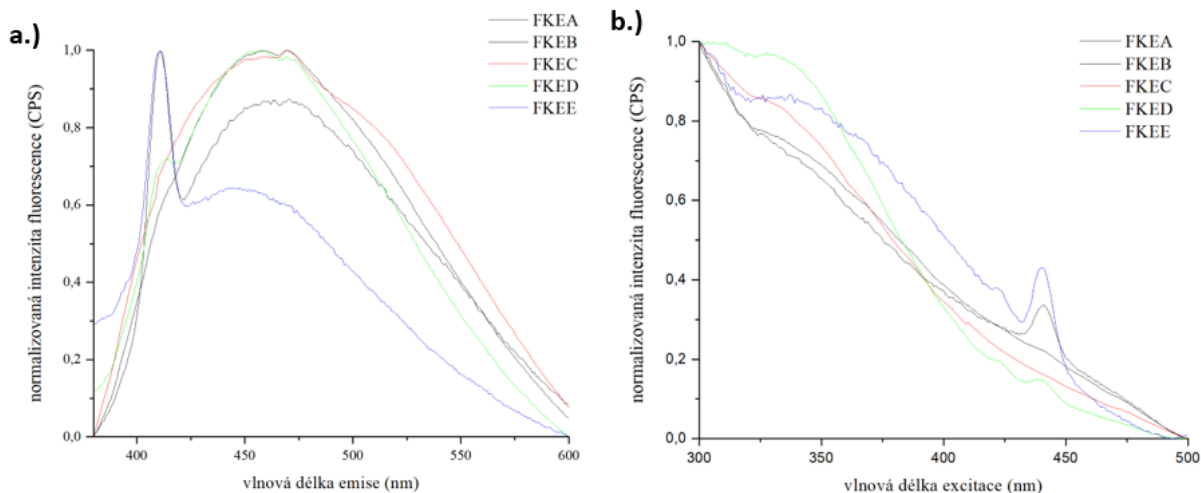 a.)
normalizovaná intenzita fluorescence (CPS)
1,0
0,8
0,6
0,4
0,2
0,0
400
450
500
550
600
vlnová délka emise (nm)
FKEA
FKEB
FKEC
FKED
FKEE
b.)
normalizovaná intenzita fluorescence (CPS)
1,0
0,8
0,6
0,4
0,2
0,0
300
350
400
450
500
vlnová délka excitace (nm)
FKEA
FKEB
FKEC
FKED
FKEE